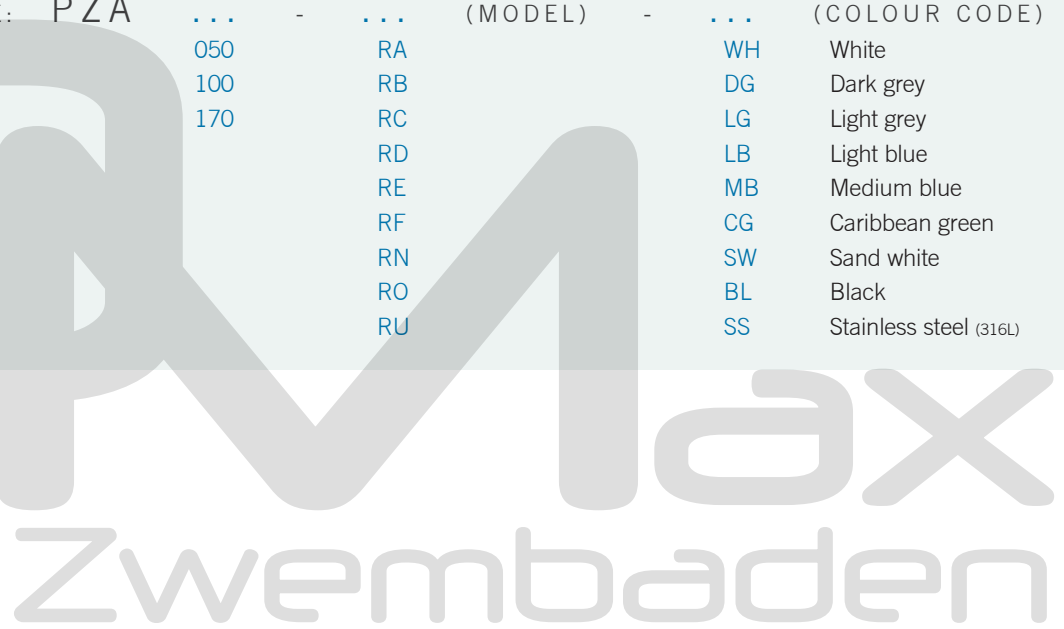 : PZA ... - ... (MODEL) - ... (COLOUR CODE)
050 RA WH White
100 RB DG Dark grey
170 RC LG Light grey
RD LB Light blue
RE MB Medium blue
RF CG Caribbean green
RN SW Sand white
RO BL Black
RU SS Stainless steel (316L)
Max
Zwembaden